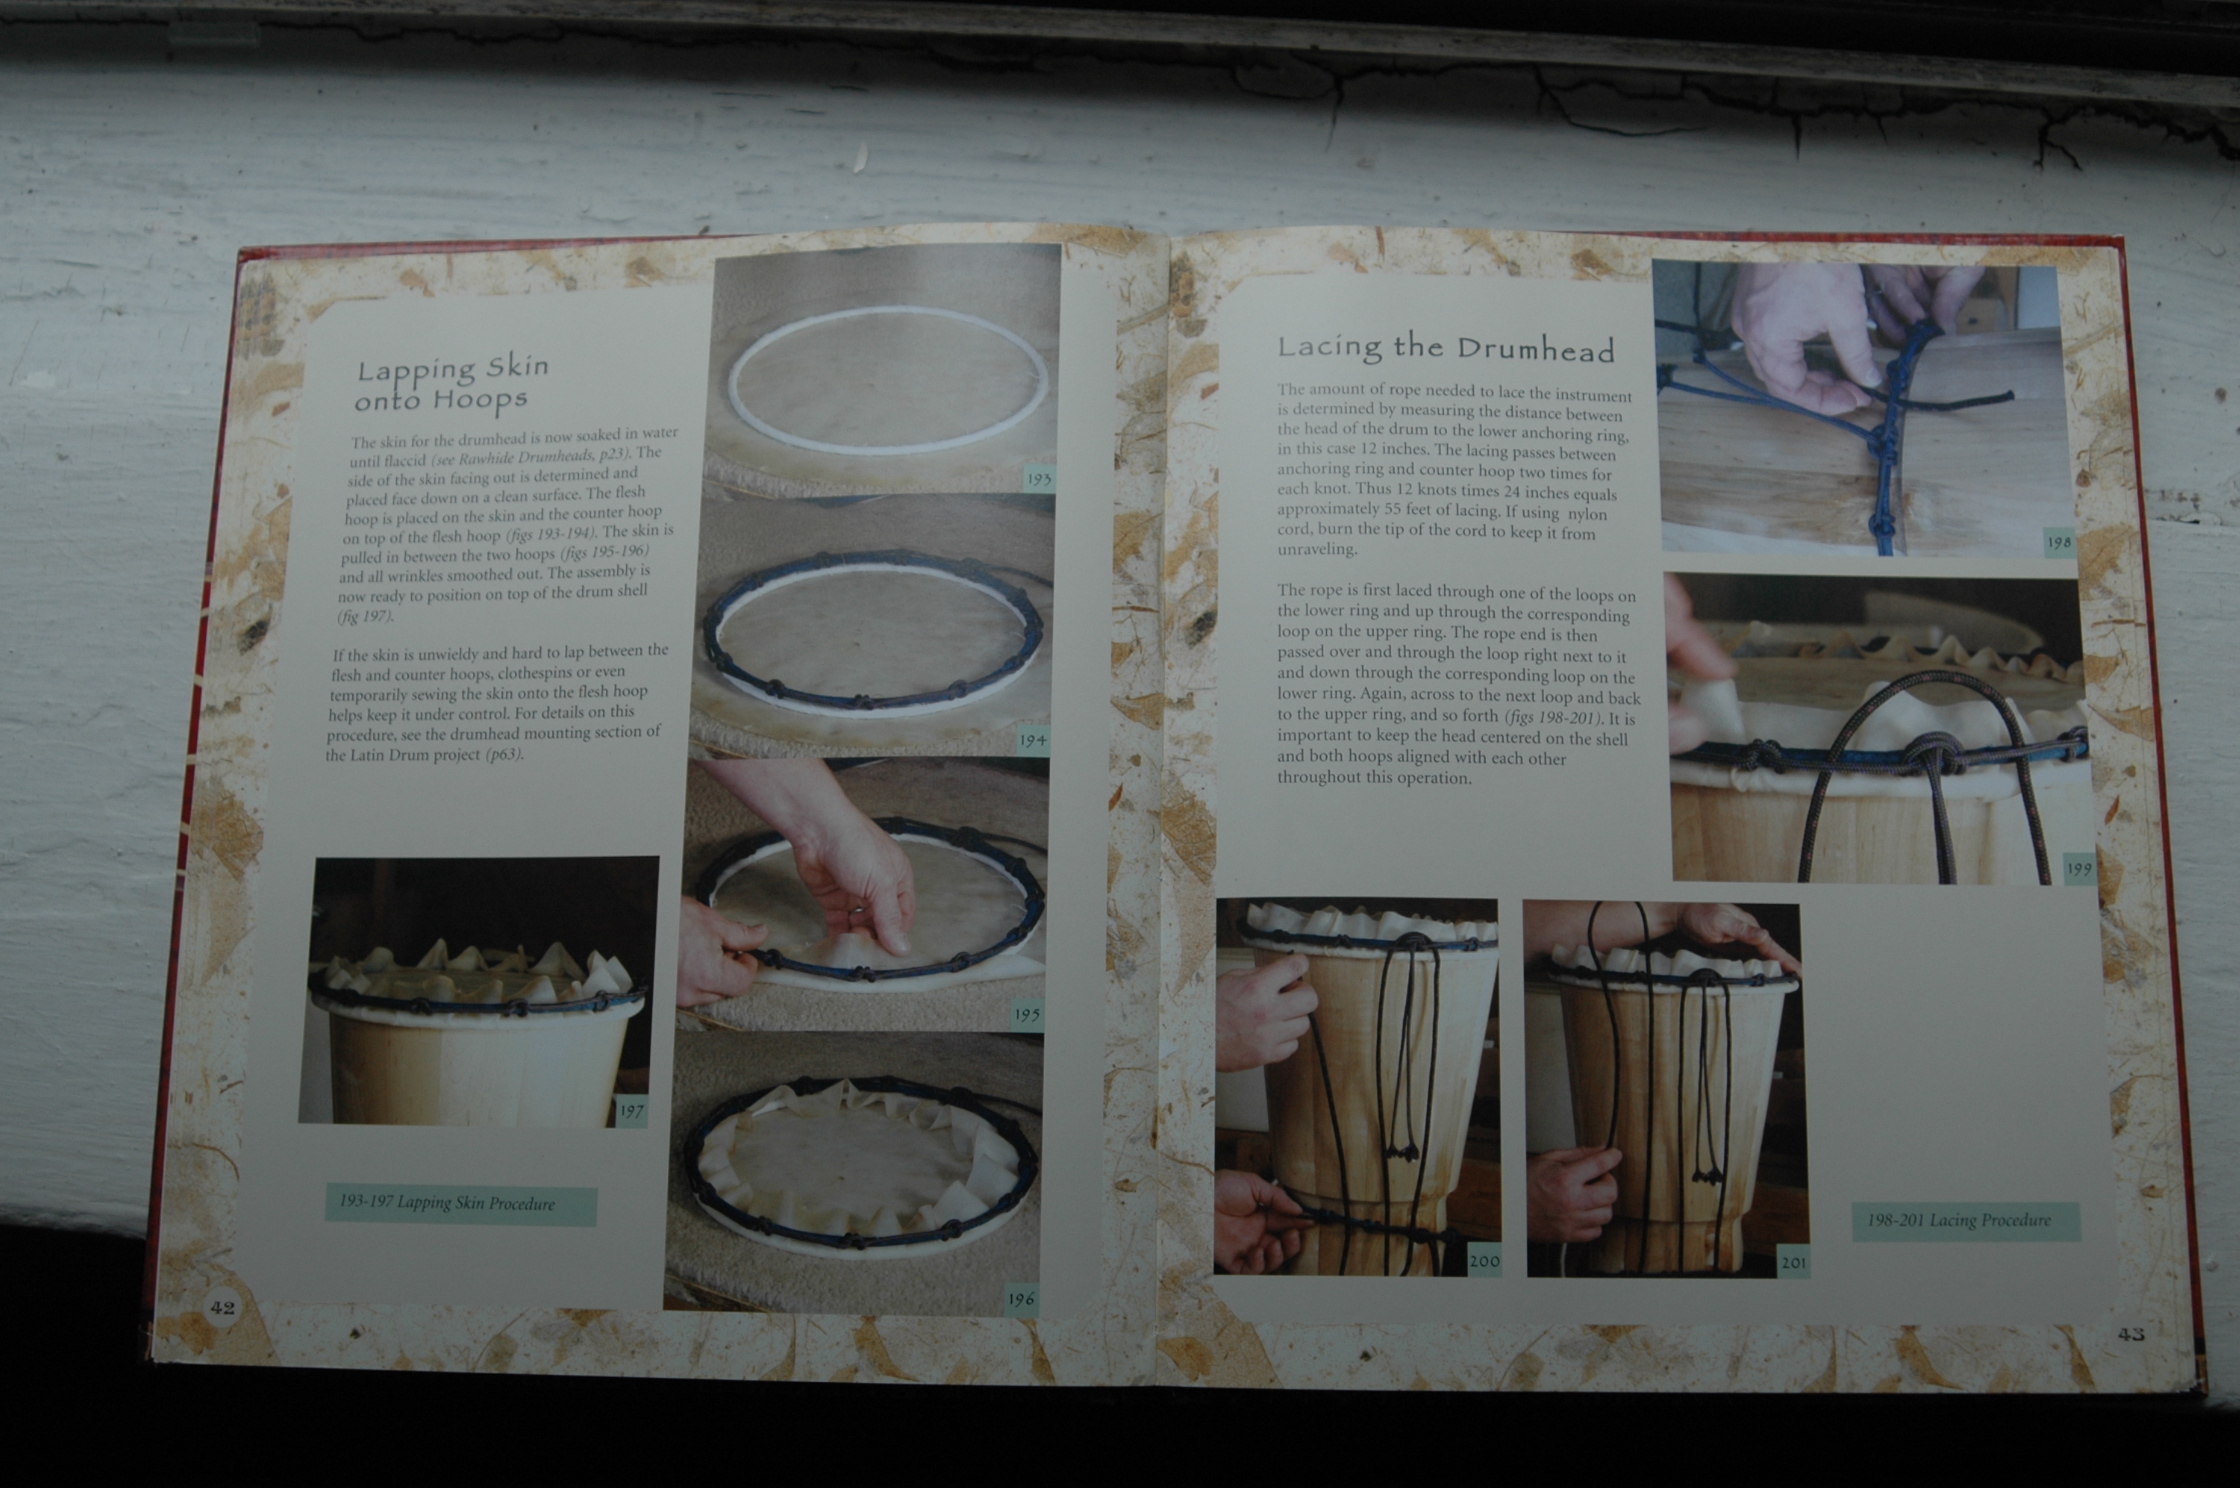 Lapping Skin
onto Hoops
The skin for the drumhead is now soaked in water
until flaccid (see Rawhide Drumheads, p23). The
side of the skin facing out is determined and
placed face down on a clean surface. The flesh
hoop is placed on the skin and the counter hoop
on top of the flesh hoop (figs 193-194). The skin is
pulled in between the two hoops (figs 195-196)
and all wrinkles smoothed out. The assembly is
now ready to position on top of the drum shell
(fig 197).
If the skin is unwieldy and hard to lap between the
flesh and counter hoops, clothespins or even
temporarily sewing the skin onto the flesh hoop
helps keep it under control. For details on this
procedure, see the drumhead mounting section of
the Latin Drum project (p63).
193
194
195
196
197
193-197 Lapping Skin Procedure
42
Lacing the Drumhead
The amount of rope needed to lace the instrument
is determined by measuring the distance between
the head of the drum to the lower anchoring ring,
in this case 12 inches. The lacing passes between
anchoring ring and counter hoop two times for
each knot. Thus 12 knots times 24 inches equals
approximately 55 feet of lacing. If using nylon
cord, burn the tip of the cord to keep it from
unraveling.
The rope is first laced through one of the loops on
the lower ring and up through the corresponding
loop on the upper ring. The rope end is then
passed over and through the loop right next to it
and down through the corresponding loop on the
lower ring. Again, across to the next loop and back
to the upper ring, and so forth (figs 198-201). It is
important to keep the head centered on the shell
and both hoops aligned with each other
throughout this operation.
198
199
200
201
198-201 Lacing Procedure
43